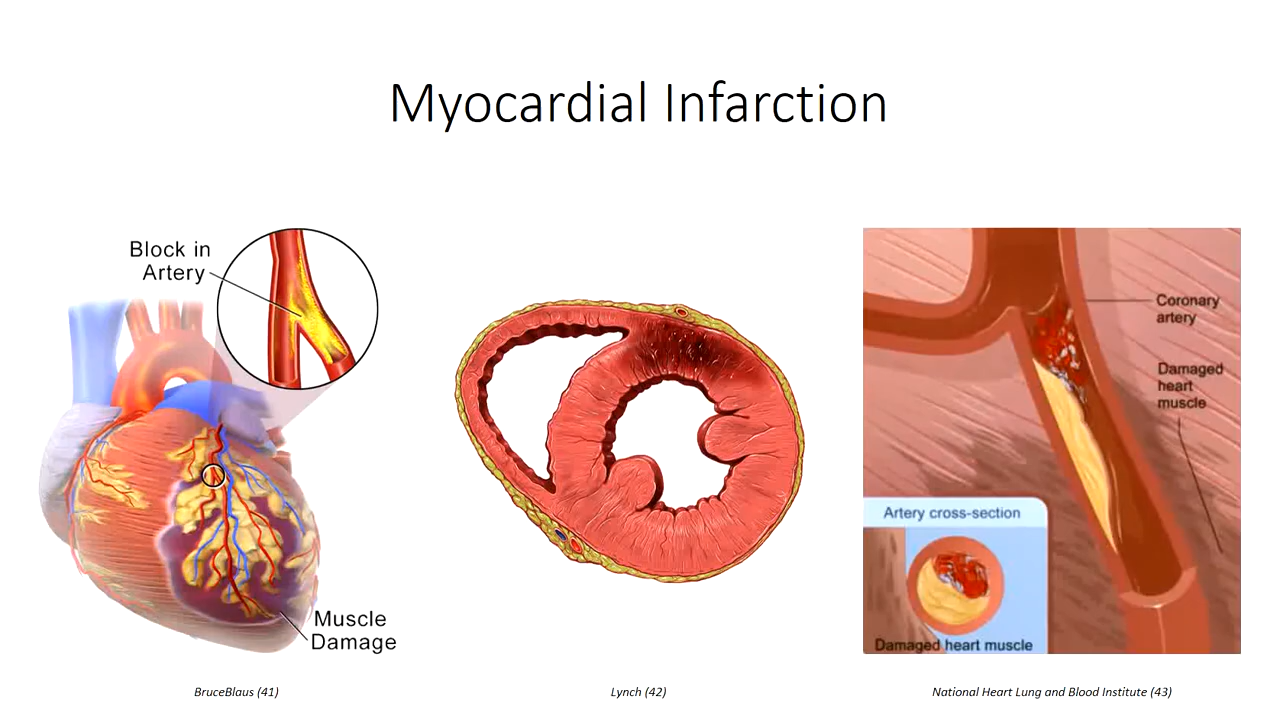 Myocardial Infarction
Block in
Artery
Muscle
Damage
Coronary
artery
Damaged
heart
muscle
Artery cross-section
Damaged heart muscle
BruceBlaus (41)
Lynch (42)
National Heart Lung and Blood Institute (43)